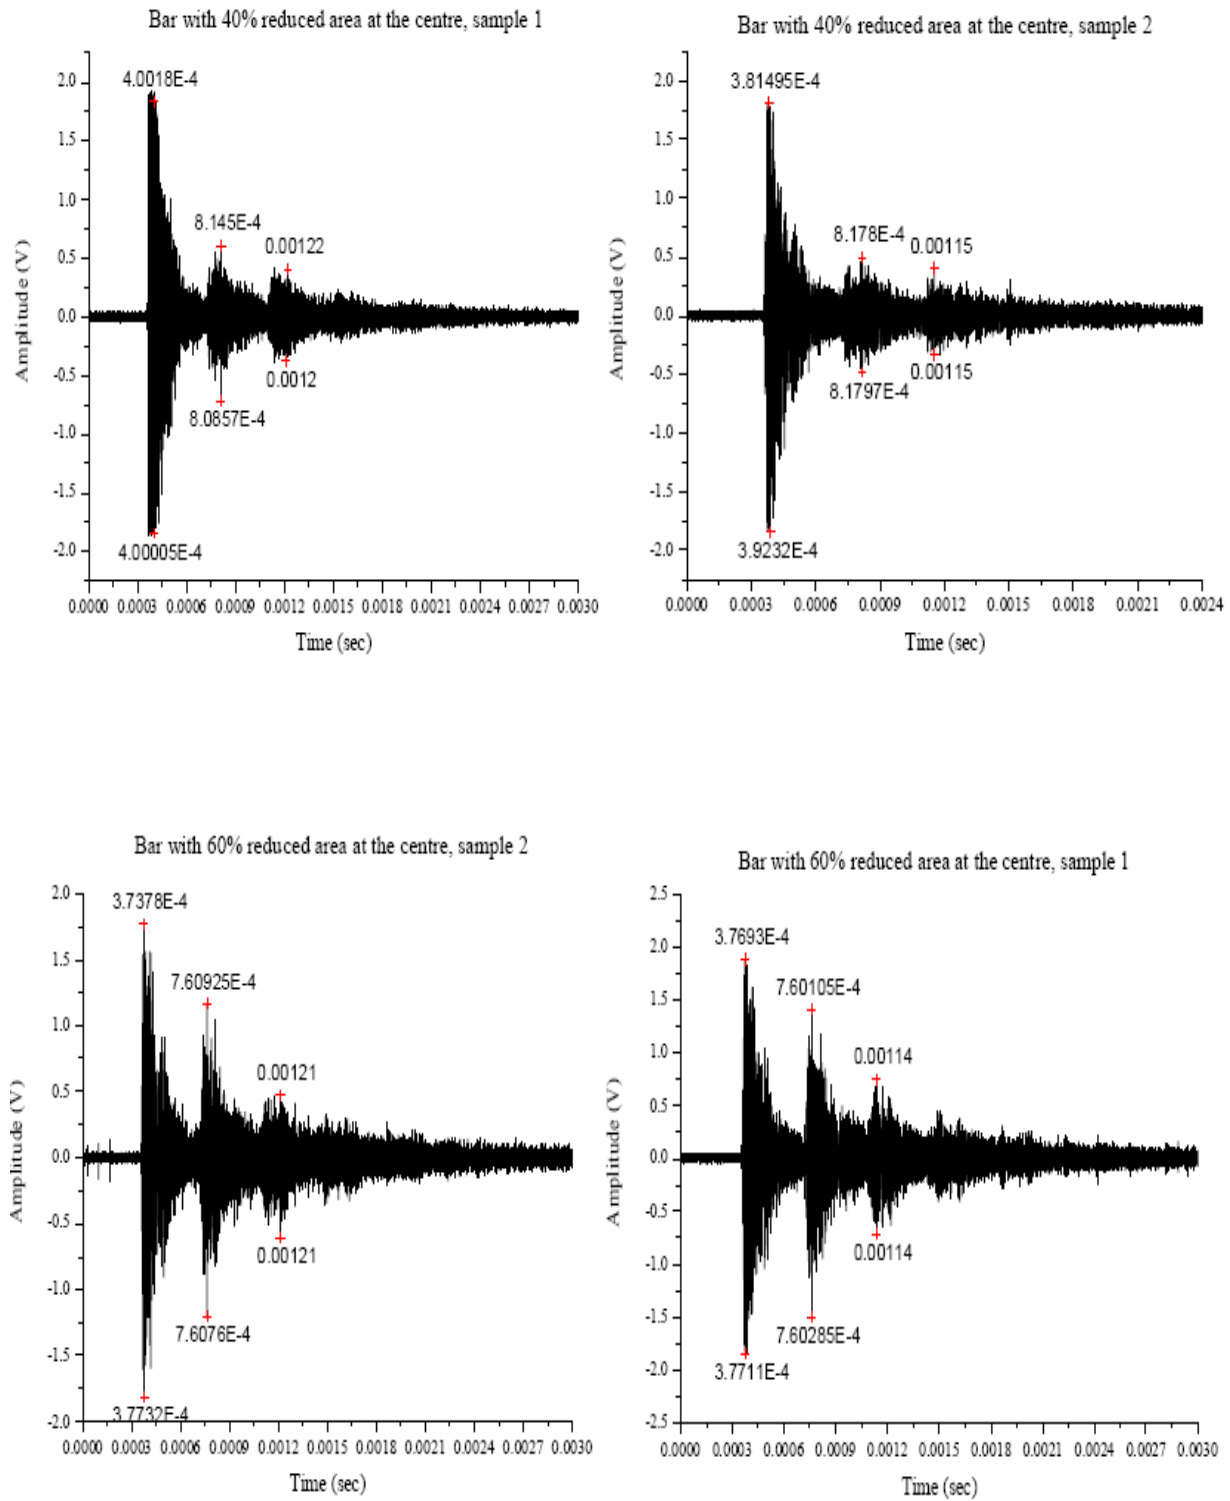 Bar with 40% reduced area at the centre, sample 1
4.0018E-4
8.145E-4
0.00122
0.0012
8.0857E-4
4.00005E-4
2.0
1.5
1.0
0.5
0.0
-0.5
-1.0
-1.5
-2.0
Amplitude (V)
0.0000 0.0003 0.0006 0.0009 0.0012 0.0015 0.0018 0.0021 0.0024 0.0027 0.0030
Time (sec)
Bar with 40% reduced area at the centre, sample 2
3.81495E-4
8.178E-4
0.00115
0.00115
8.1797E-4
3.9232E-4
2.0
1.5
1.0
0.5
0.0
-0.5
-1.0
-1.5
-2.0
Amplitude (V)
0.0000 0.0003 0.0006 0.0009 0.0012 0.0015 0.0018 0.0021 0.0024
Time (sec)
Bar with 60% reduced area at the centre, sample 2
3.7378E-4
7.60925E-4
0.00121
0.00121
7.6076E-4
3.7732E-4
2.0
1.5
1.0
0.5
0.0
-0.5
-1.0
-1.5
-2.0
Amplitude (V)
0.0000 0.0003 0.0006 0.0009 0.0012 0.0015 0.0018 0.0021 0.0024 0.0027 0.0030
Time (sec)
Bar with 60% reduced area at the centre, sample 1
3.7693E-4
7.60105E-4
0.00114
0.00114
7.60285E-4
3.7711E-4
2.5
2.0
1.5
1.0
0.5
0.0
-0.5
-1.0
-1.5
-2.0
-2.5
Amplitude (V)
0.0000 0.0003 0.0006 0.0009 0.0012 0.0015 0.0018 0.0021 0.0024 0.0027 0.0030
Time (sec)